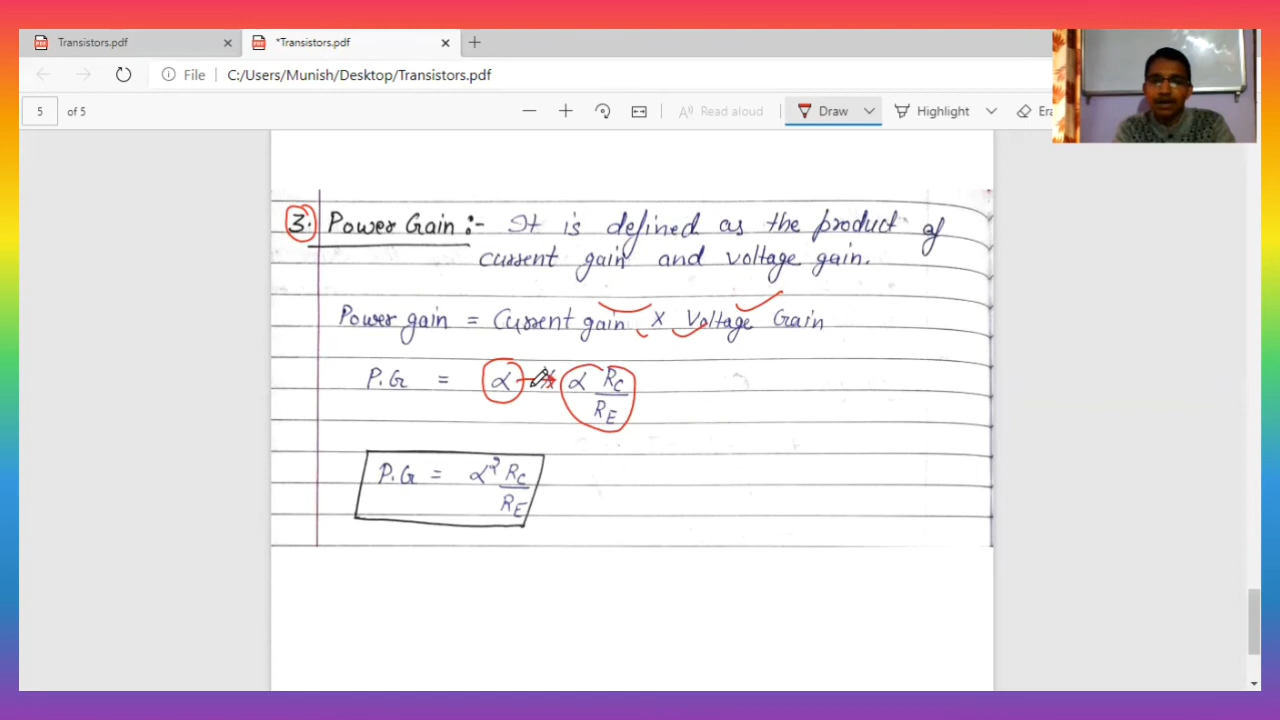 Transistors.pdf
*Transistors.pdf
File C:/Users/Munish/Desktop/Transistors.pdf
5 of 5
Read aloud
Draw
Highlight
3. Power Gain :- It is defined as the product of
current gain and voltage gain.
Power gain = Current gain X Voltage Gain
P.G = α x α RC/RE
P.G = α² RC/RE